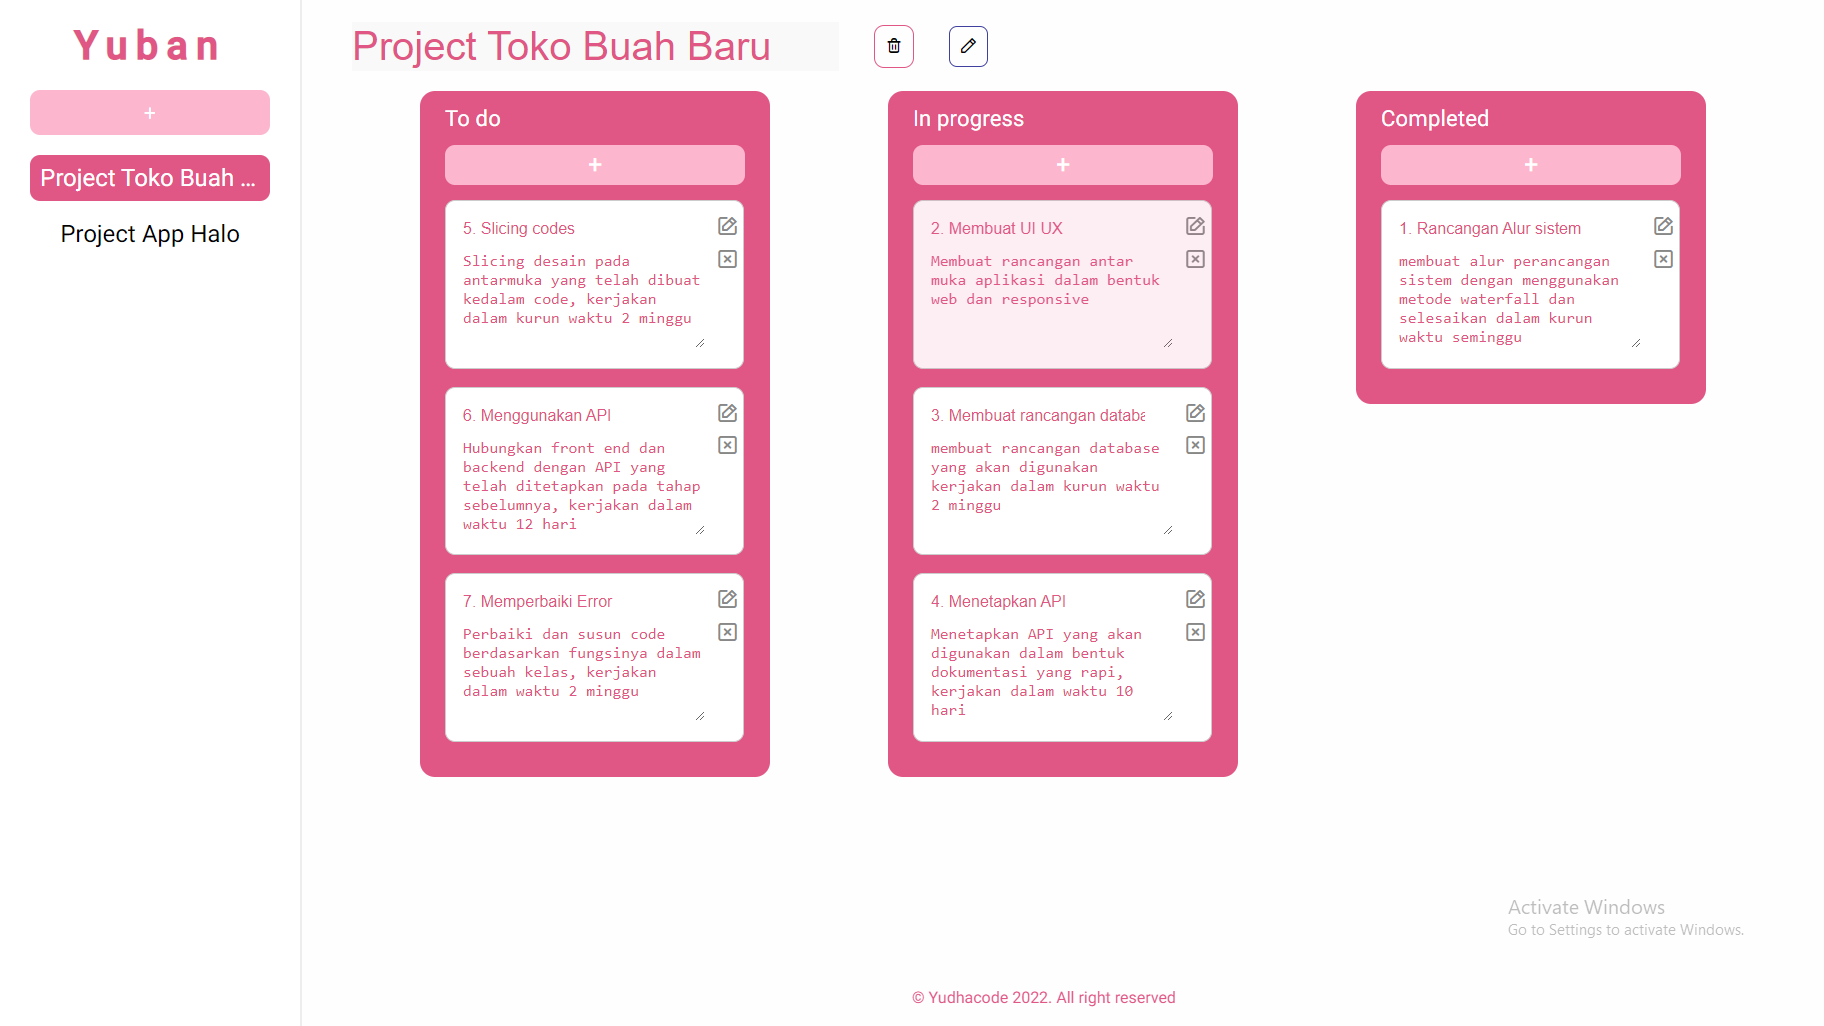 Yuban
+
Project Toko Buah ...
Project App Halo
Project Toko Buah Baru
To do
+
5. Slicing codes
Slicing desain pada
antarmuka yang telah dibuat
kedalam code, kerjakan
dalam kurun waktu 2 minggu
6. Menggunakan API
Hubungkan front end dan
backend dengan API yang
telah ditetapkan pada tahap
sebelumnya, kerjakan dalam
waktu 12 hari
7. Memperbaiki Error
Perbaiki dan susun code
berdasarkan fungsinya dalam
sebuah kelas, kerjakan
dalam waktu 2 minggu
In progress
+
2. Membuat UI UX
Membuat rancangan antar
muka aplikasi dalam bentuk
web dan responsive
3. Membuat rancangan databa
membuat rancangan database
yang akan digunakan
kerjakan dalam kurun waktu
2 minggu
4. Menetapkan API
Menetapkan API yang akan
digunakan dalam bentuk
dokumentasi yang rapi,
kerjakan dalam waktu 10
hari
Completed
+
1. Rancangan Alur sistem
membuat alur perancangan
sistem dengan menggunakan
metode waterfall dan
selesaikan dalam kurun
waktu seminggu
Activate Windows
Go to Settings to activate Windows.
© Yudhacode 2022. All right reserved